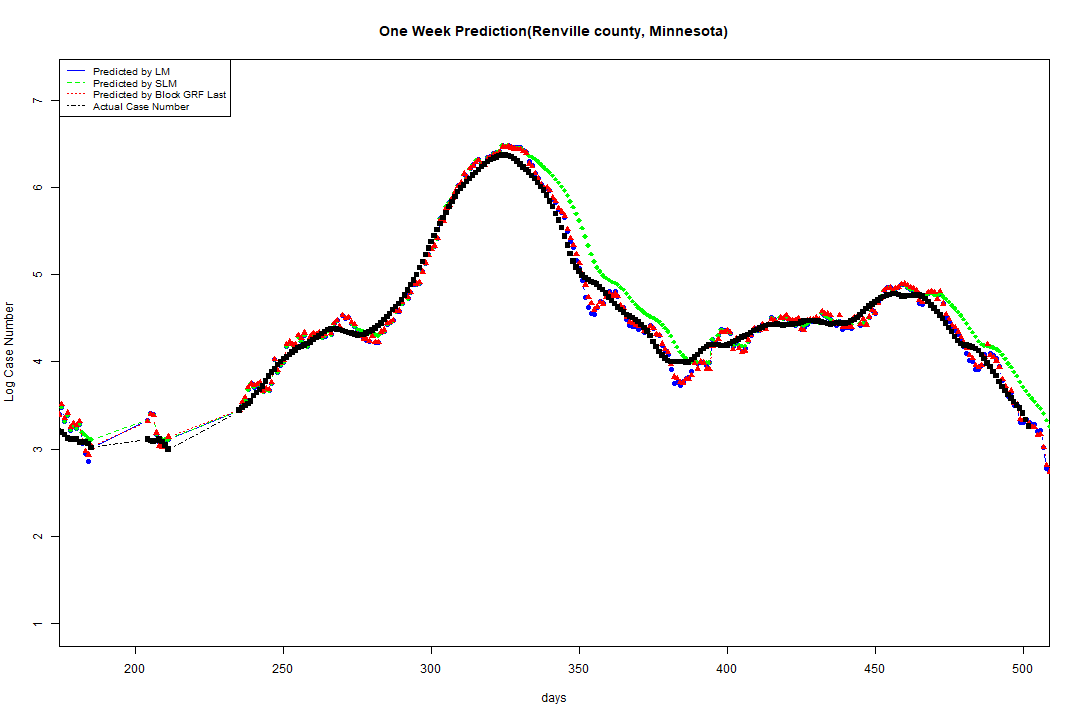 One Week Prediction(Renville county, Minnesota)
Predicted by LM
Predicted by SLM
Predicted by Block GRF Last
Actual Case Number
7
6
5
4
3
2
1
Log Case Number
200 250 300 350 400 450 500
days